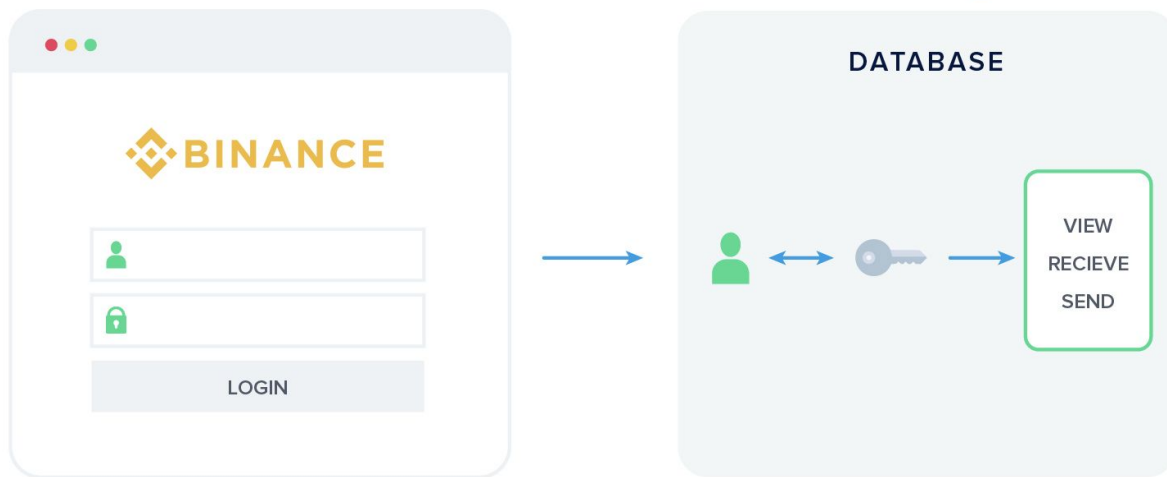 BINANCE
LOGIN
DATABASE
VIEW
RECIEVE
SEND